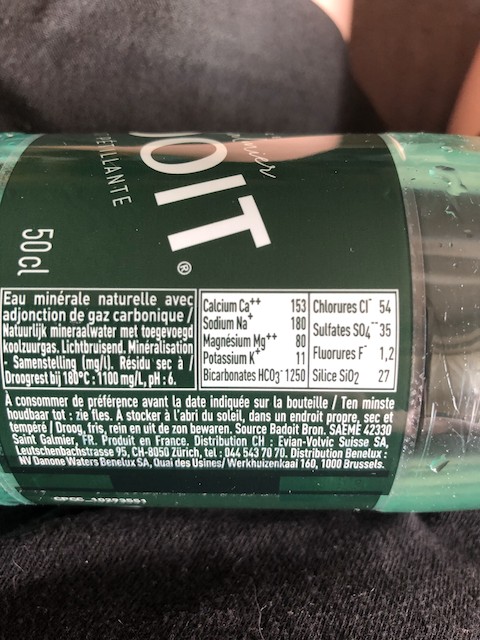 OIT
®
PÉTILLANTE
50cl
Eau minérale naturelle avec
adjonction de gaz carbonique /
Natuurlijk mineraalwater met toegevoegd
koolzuurgas. Lichtbruisend. Minéralisation
- Samenstelling (mg/l). Résidu sec à /
Droogrest bij 180°C : 1100 mg/L, pH : 6.
Calcium Ca++ 153 Chlorures Cl- 54
Sodium Na+ 180 Sulfates SO4-- 35
Magnésium Mg++ 80 Fluorures F- 1,2
Potassium K+ 11 Silice SiO2 27
Bicarbonates HCO3- 1250
A consommer de préférence avant la date indiquée sur la bouteille / Ten minste
houdbaar tot : zie fles. A stocker à l'abri du soleil, dans un endroit propre, sec et
tempéré / Droog, fris, rein en uit de zon bewaren. Source Badoit Bron. SAEME 42330
Saint Galmier, FR. Produit en France. Distribution CH : Evian-Volvic Suisse SA,
Leutschenbachstrasse 95, CH-8050 Zürich, tel : 044 543 70 70. Distribution Benelux :
NV Danone Waters Benelux SA, Quai des Usines/ Werkhuizenkaai 160, 1000 Brussels.